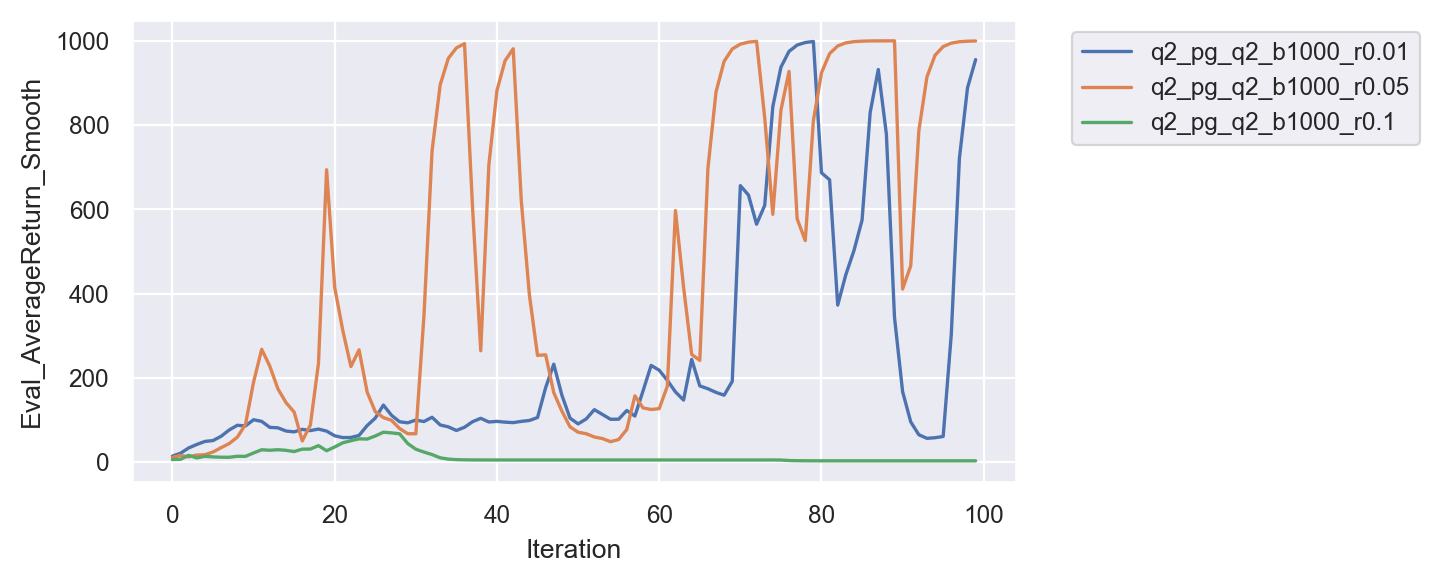 1000
800
600
400
200
0
Eval_AverageReturn_Smooth
0 20 40 60 80 100
Iteration
q2_pg_q2_b1000_r0.01
q2_pg_q2_b1000_r0.05
q2_pg_q2_b1000_r0.1